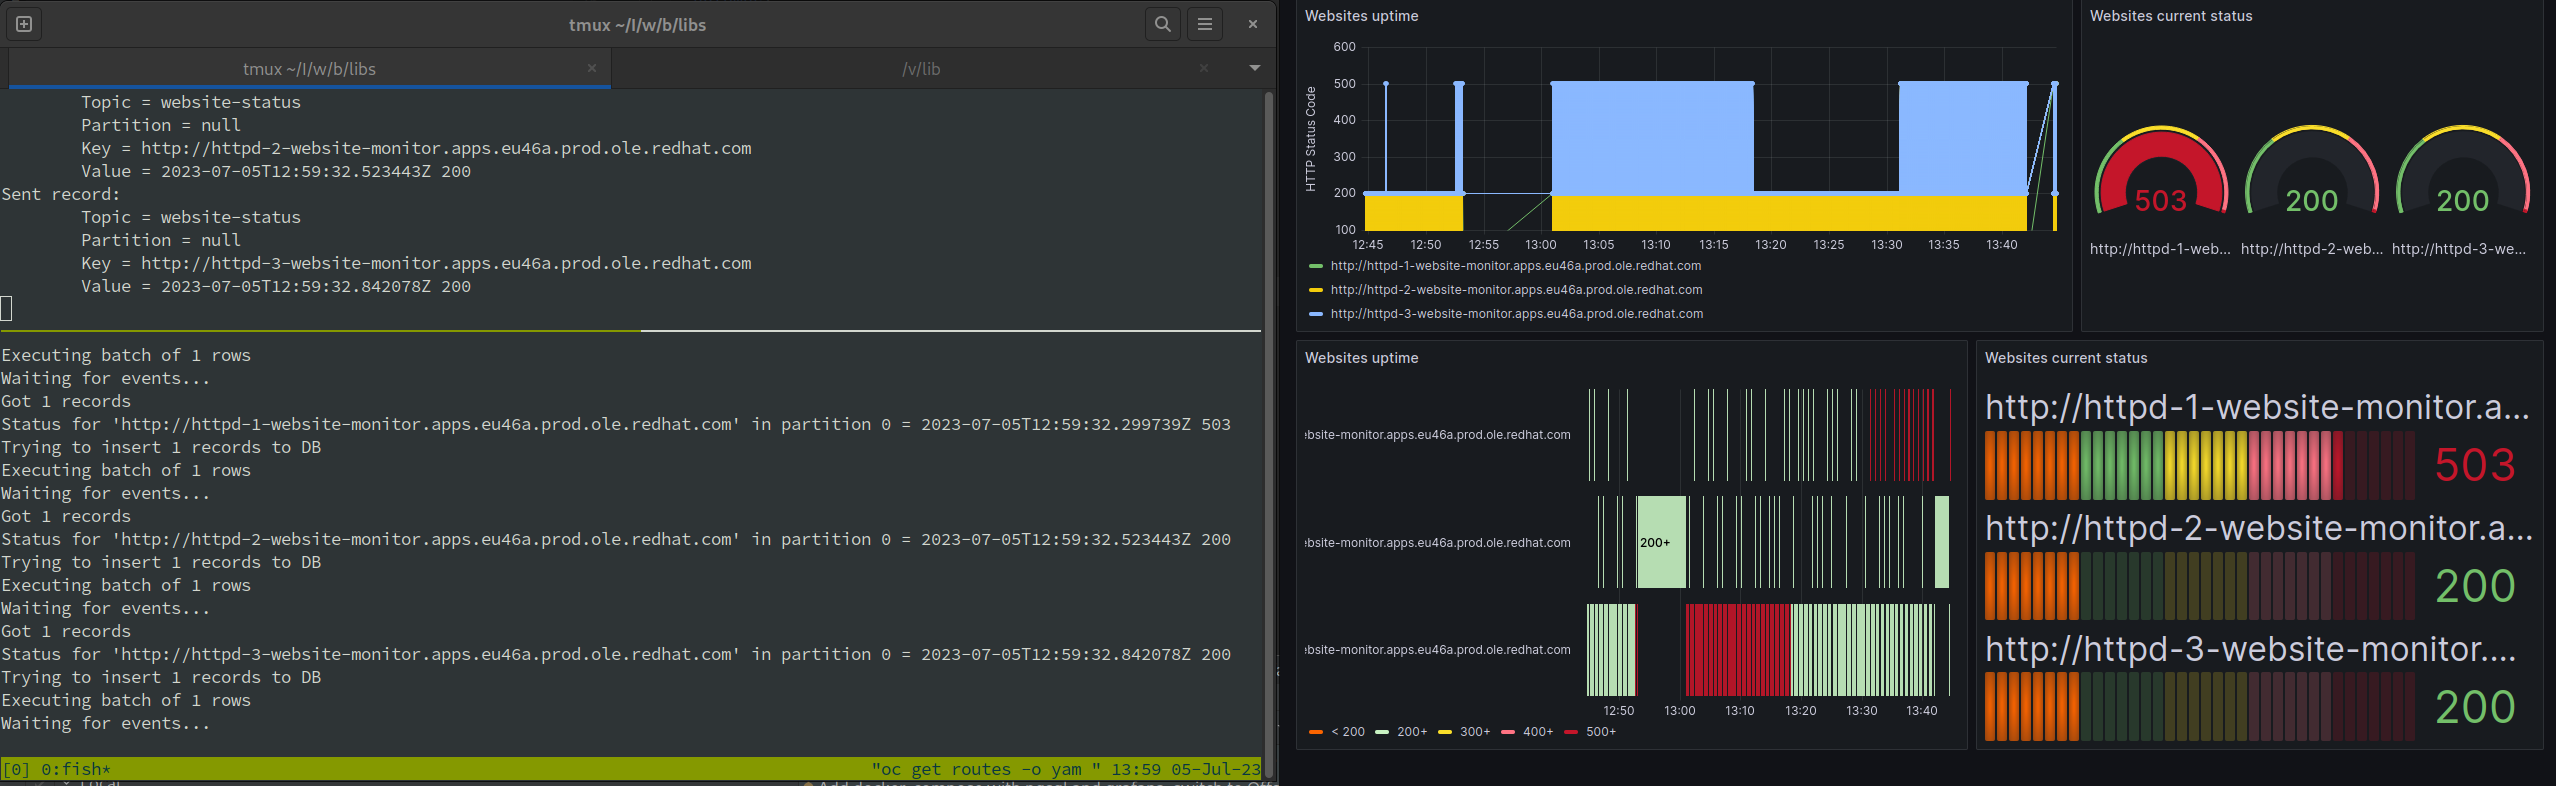 tmux ~/I/w/b/libs
tmux ~/I/w/b/libs
/v/lib
Topic = website-status
Partition = null
Key = http://httpd-2-website-monitor.apps.eu46a.prod.ole.redhat.com
Value = 2023-07-05T12:59:32.523443Z 200
Sent record:
Topic = website-status
Partition = null
Key = http://httpd-3-website-monitor.apps.eu46a.prod.ole.redhat.com
Value = 2023-07-05T12:59:32.842078Z 200
Executing batch of 1 rows
Waiting for events...
Got 1 records
Status for 'http://httpd-1-website-monitor.apps.eu46a.prod.ole.redhat.com' in partition 0 = 2023-07-05T12:59:32.299739Z 503
Trying to insert 1 records to DB
Executing batch of 1 rows
Waiting for events...
Got 1 records
Status for 'http://httpd-2-website-monitor.apps.eu46a.prod.ole.redhat.com' in partition 0 = 2023-07-05T12:59:32.523443Z 200
Trying to insert 1 records to DB
Executing batch of 1 rows
Waiting for events...
Got 1 records
Status for 'http://httpd-3-website-monitor.apps.eu46a.prod.ole.redhat.com' in partition 0 = 2023-07-05T12:59:32.842078Z 200
Trying to insert 1 records to DB
Executing batch of 1 rows
Waiting for events...
[0] 0:fish* "oc get routes -o yam " 13:59 05-Jul-23
Websites uptime
HTTP Status Code
600
500
400
300
200
100
12:45 12:50 12:55 13:00 13:05 13:10 13:15 13:20 13:25 13:30 13:35 13:40
http://httpd-1-website-monitor.apps.eu46a.prod.ole.redhat.com
http://httpd-2-website-monitor.apps.eu46a.prod.ole.redhat.com
http://httpd-3-website-monitor.apps.eu46a.prod.ole.redhat.com
Websites current status
503 200 200
http://httpd-1-web... http://httpd-2-web... http://httpd-3-we...
Websites uptime
ebsite-monitor.apps.eu46a.prod.ole.redhat.com
ebsite-monitor.apps.eu46a.prod.ole.redhat.com
200+
ebsite-monitor.apps.eu46a.prod.ole.redhat.com
12:50 13:00 13:10 13:20 13:30 13:40
< 200 200+ 300+ 400+ 500+
Websites current status
http://httpd-1-website-monitor.a...
503
http://httpd-2-website-monitor.a...
200
http://httpd-3-website-monitor....
200